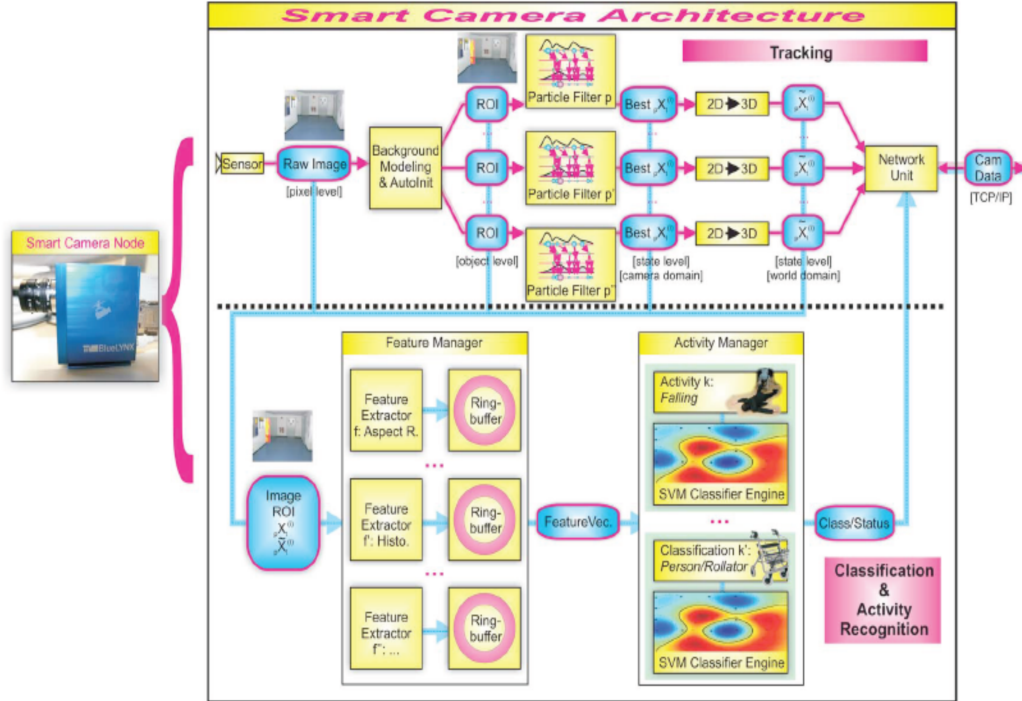 Smart Camera Architecture
Tracking
Sensor
Raw Image
[pixel level]
Background
Modeling
& AutoInit
ROI
...
ROI
...
ROI
[object level]
Particle Filter p
Particle Filter p'
Particle Filter p''
Best
...
Best
...
Best
[state level]
[camera domain]
2D 3D
2D 3D
2D 3D
[state level]
[world domain]
Network
Unit
Cam
Data
[TCP/IP]
Smart Camera Node
BlueLYNX
Feature Manager
Feature
Extractor
f: Aspect R.
Ring-
buffer
...
Feature
Extractor
f': Histo.
Ring-
buffer
...
Feature
Extractor
f'': ...
Ring-
buffer
Image
ROI
FeatureVec.
Activity Manager
Activity k:
Falling
SVM Classifier Engine
...
Classification k':
Person/Rollator
SVM Classifier Engine
Class/Status
Classification
&
Activity
Recognition